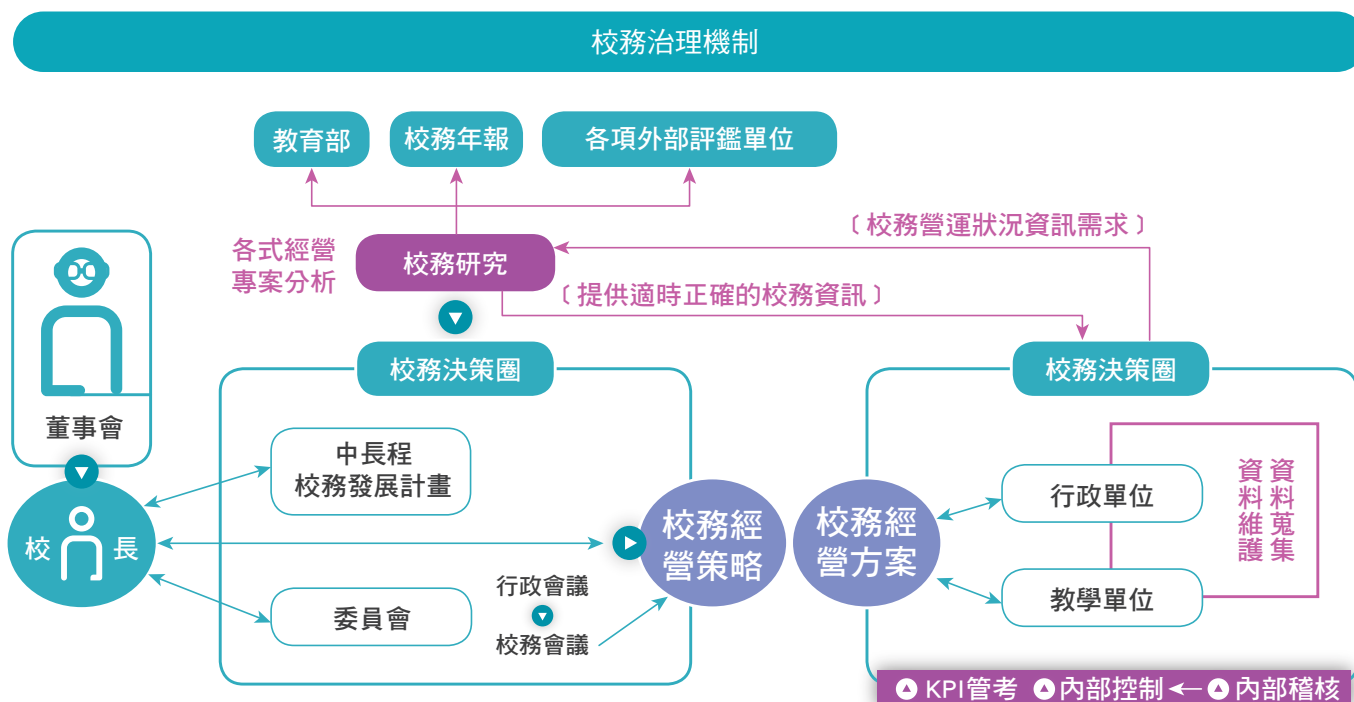 校務治理機制
教育部
校務年報
各項外部評鑑單位
〔校務營運狀況資訊需求〕
各式經營
專案分析
校務研究
〔提供適時正確的校務資訊〕
校務決策圈
校務決策圈
董事會
中長程
校務發展計畫
校
長
委員會
行政會議
校務會議
校務經
營策略
校務經
營方案
行政單位
教學單位
資料蒐集
資料維護
KPI管考 內部控制 內部稽核